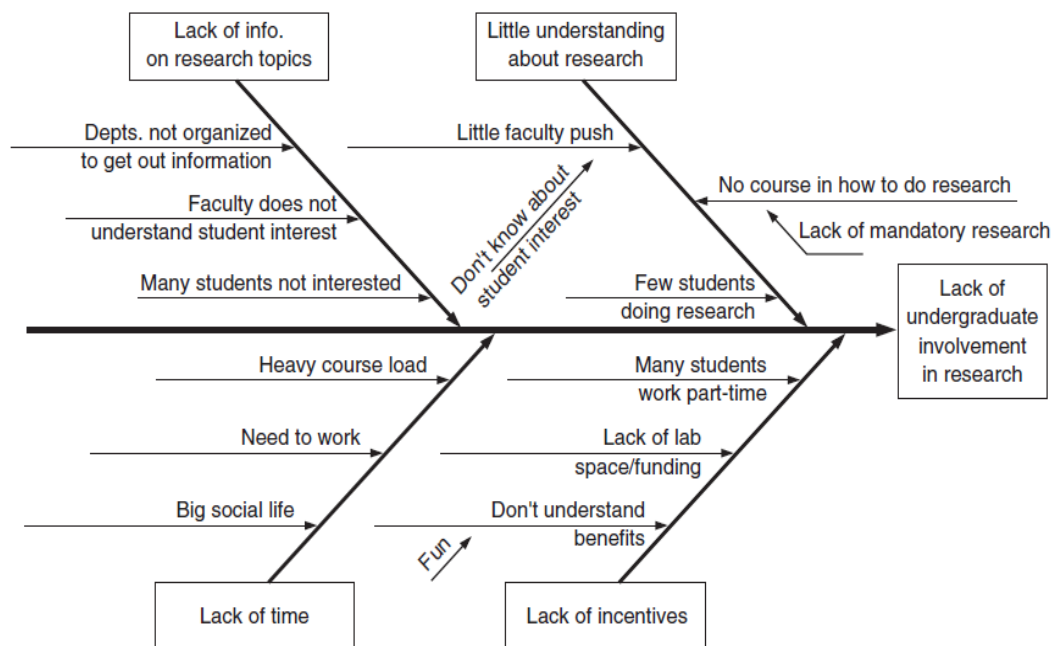 Lack of info.
on research topics
Little understanding
about research
Depts. not organized
to get out information
Little faculty push
Faculty does not
understand student interest
Don't know about
student interest
No course in how to do research
Lack of mandatory research
Many students not interested
Few students
doing research
Lack of
undergraduate
involvement
in research
Heavy course load
Many students
work part-time
Need to work
Lack of lab
space/funding
Big social life
Don't understand
benefits
Fun
Lack of time
Lack of incentives